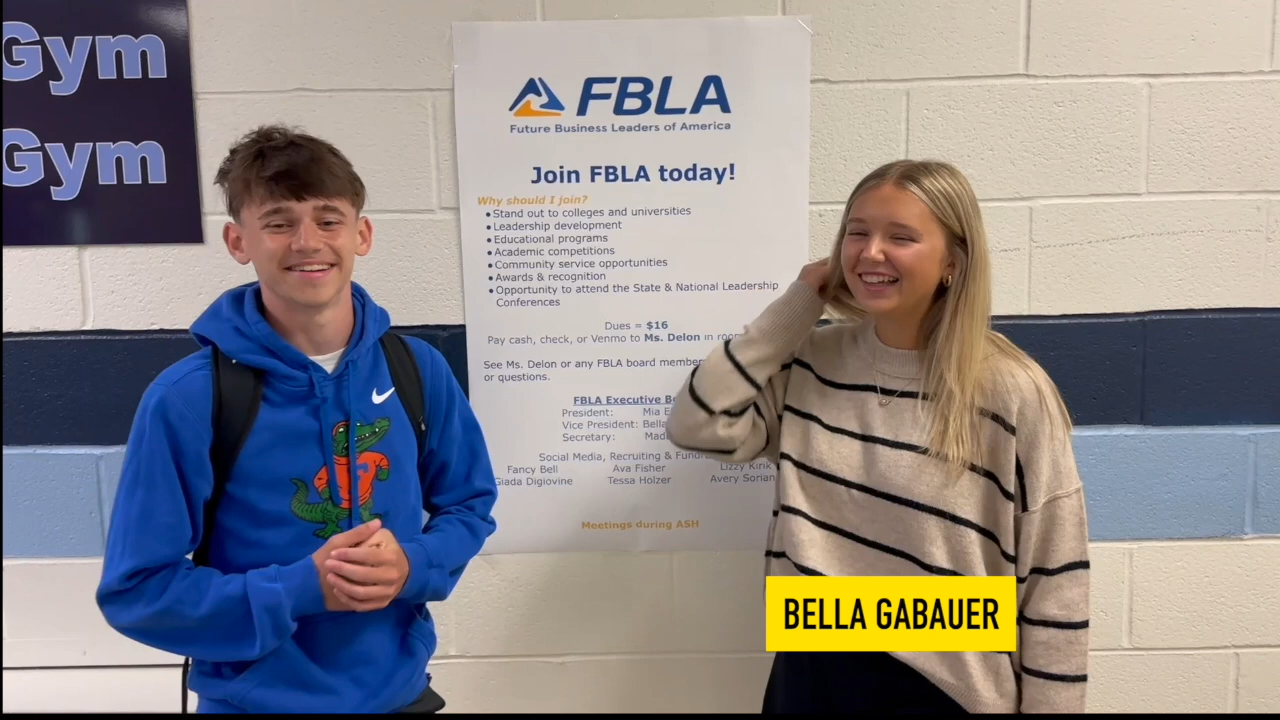 Gym
Gym
FBLA
Future Business Leaders of America
Join FBLA today!
Why should I join?
• Stand out to colleges and universities
• Leadership development
• Educational programs
• Academic competitions
• Community service opportunities
• Awards & recognition
• Opportunity to attend the State & National Leadership
Conferences
Dues = $16
Pay cash, check, or Venmo to Ms. Delon in
See Ms. Delon or any FBLA board
or questions.
FBLA Executive
President: Mia
Vice President: Bella
Secretary:
Social Media, Recruiting &
Fancy Bell Ava Fisher Lizzy
Giada Digiovine Tessa Holzer Avery
Meetings during ASH
F
BELLA GABAUER